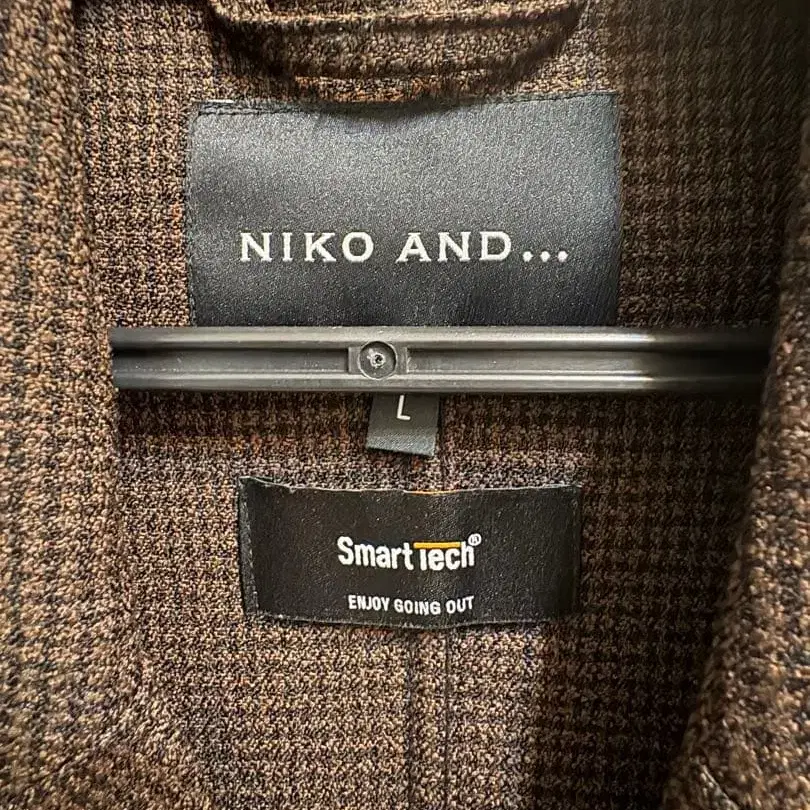 NIKO AND...
L
SmartTech®
ENJOY GOING OUT